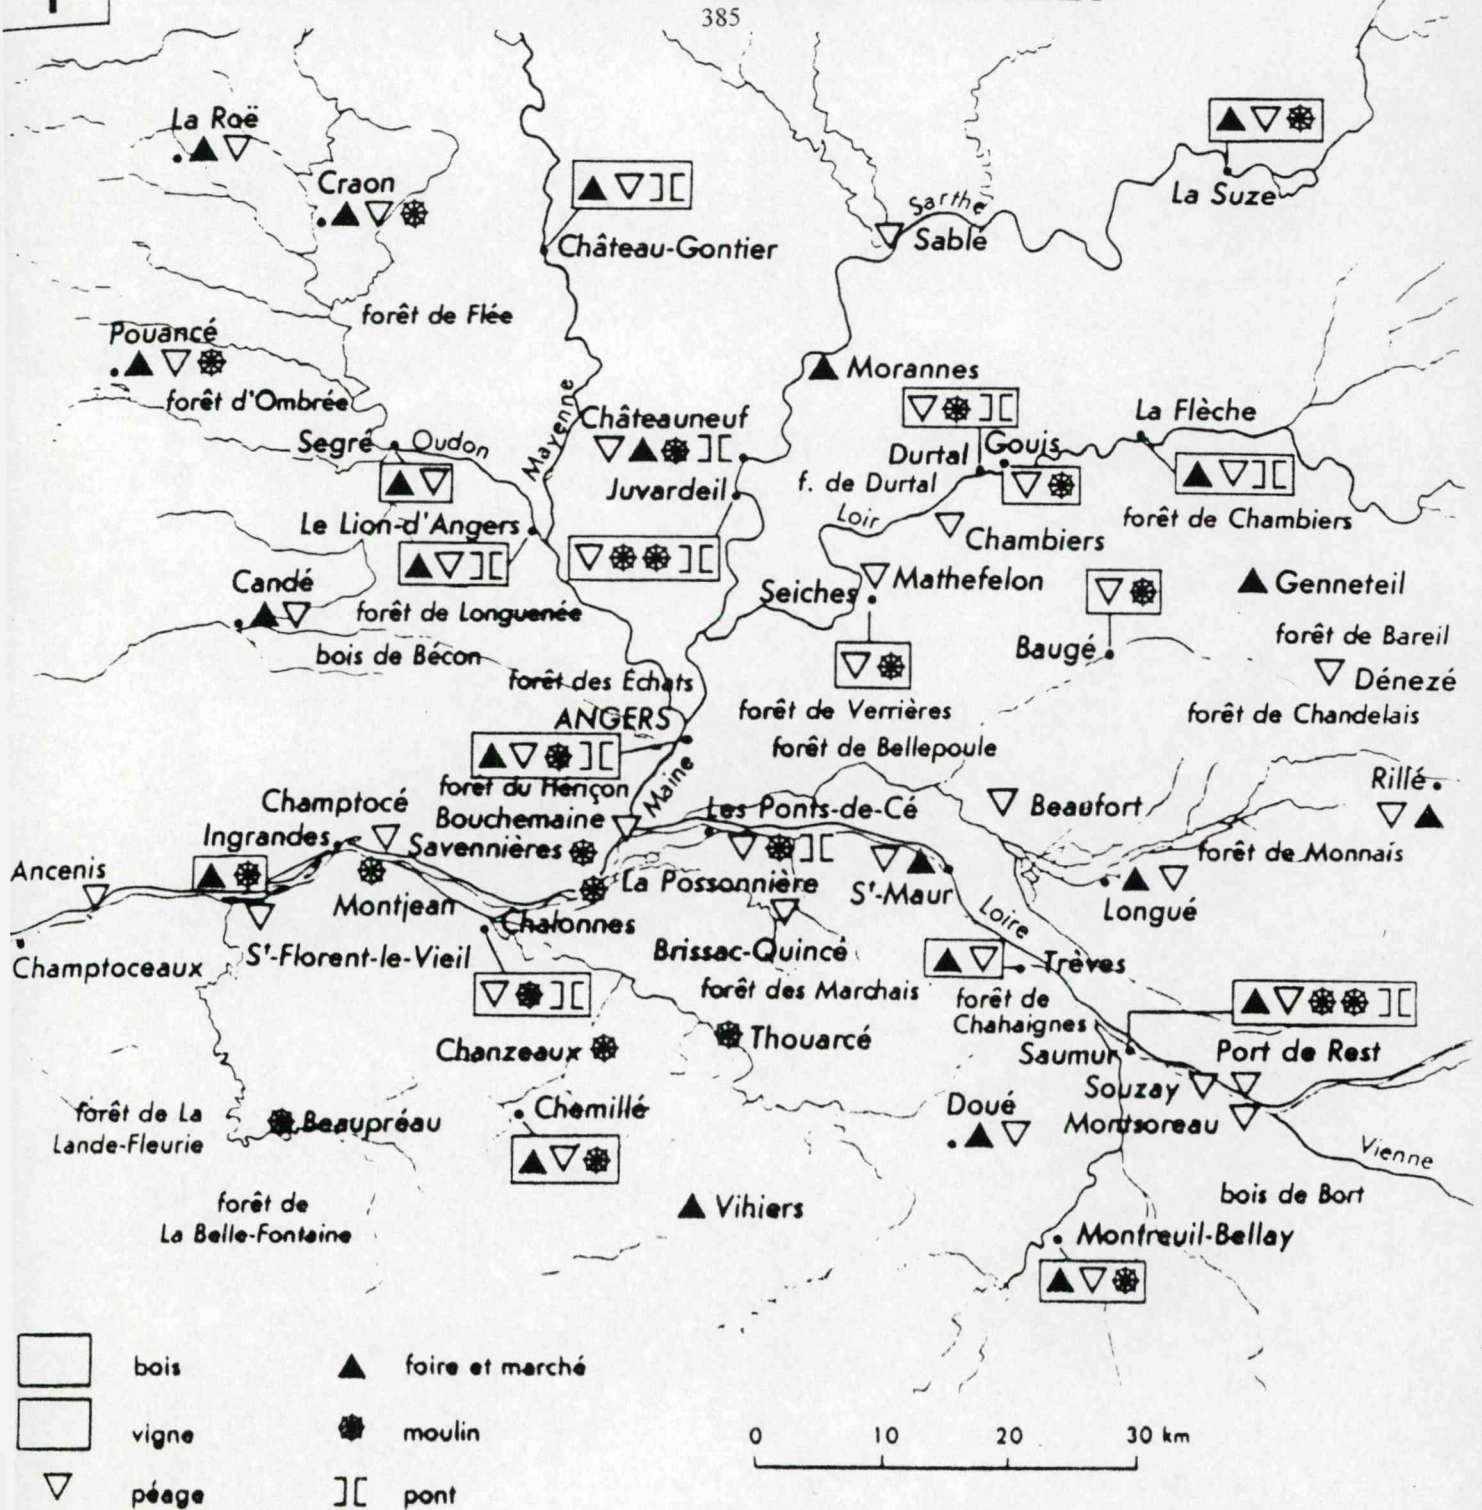 385
La Roë
Craon
Château-Gontier
La Suze
Sarthe
Sablé
forêt de Flée
Pouancé
forêt d'Ombrée
Morannes
Mayenne
Châteauneuf
La Flèche
Segré
Oudon
Durtal
Gouis
Juvardeil
f. de Durtal
Loir
forêt de Chambiers
Le Lion-d'Angers
Chambiers
Candé
Seiches
Mathefelon
Genneteil
forêt de Longuenée
bois de Bécon
Baugé
forêt de Bareil
forêt des Échats
Dénezé
ANGERS
forêt de Verrières
forêt de Chandelais
forêt de Bellepoule
forêt du Hériçon
Maine
Rillé
Champtocé
Bouchemaine
Les Ponts-de-Cé
Beaufort
Ingrandes
Savennières
forêt de Monnais
Ancenis
La Possonnière
St-Maur
Longué
Montjean
Chalonnes
Loire
Champtoceaux
St-Florent-le-Vieil
Brissac-Quincé
Trèves
forêt des Marchais
forêt de
Chahaignes
Chanzeaux
Thouarcé
Saumur
Port de Rest
Souzay
forêt de La
Lande-Fleurie
Beaupréau
Chemillé
Doué
Montsoreau
Vienne
forêt de
La Belle-Fontaine
Vihiers
bois de Bort
Montreuil-Bellay
bois
foire et marché
vigne
moulin
péage
pont
0 10 20 30 km